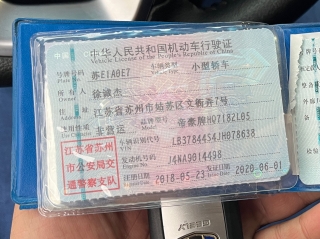 中华人民共和国机动车行驶证
Vehicle License of the People's Republic of China
号牌号码 苏E1A0E7 车辆类型 小型轿车
所有人
Owner
住址 江苏省苏州市姑苏区文衙弄7号
使用性质 非营运 品牌型号 帝豪牌HQ7182L05
江苏省苏州
市公安局交
通警察支队
车辆识别代号 LB37844S4JH078638
发动机号码 J4NA9014498
注册日期 2018-05-23 发证日期 2020-06-01